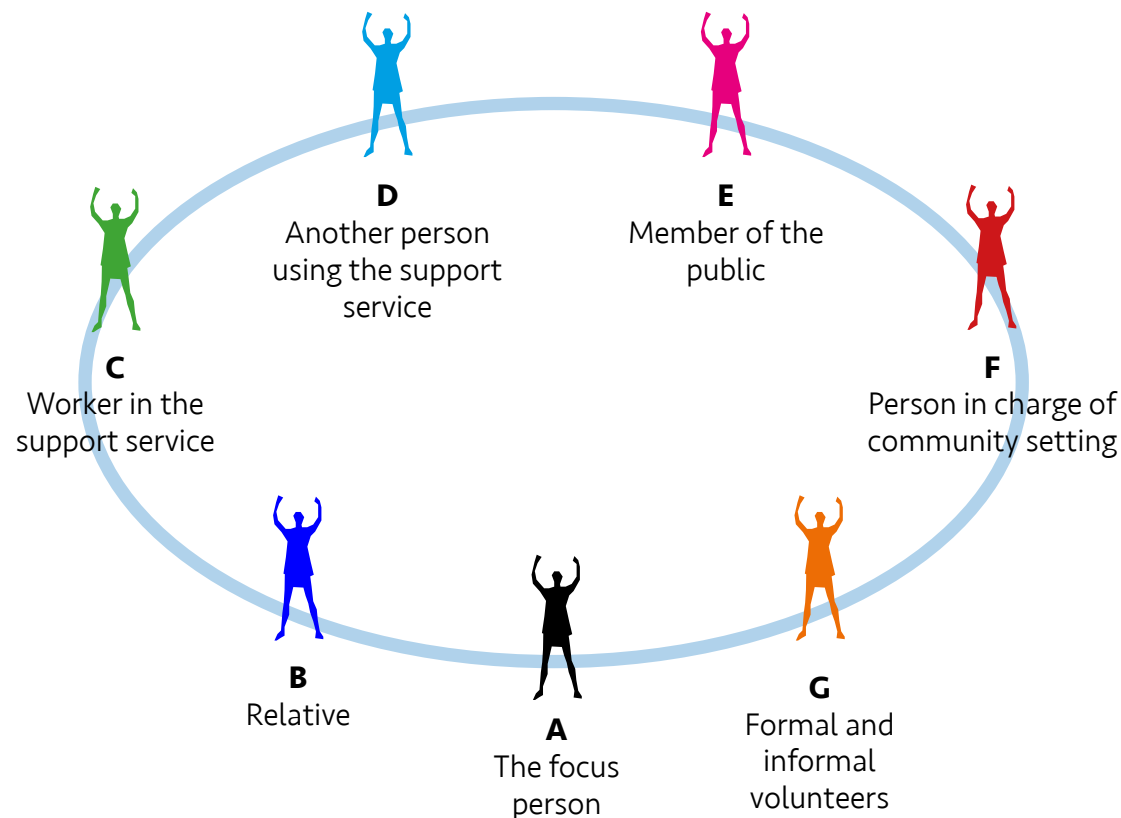 D
Another person
using the support
service
E
Member of the
public
C
Worker in the
support service
F
Person in charge of
community setting
B
Relative
A
The focus
person
G
Formal and
informal
volunteers